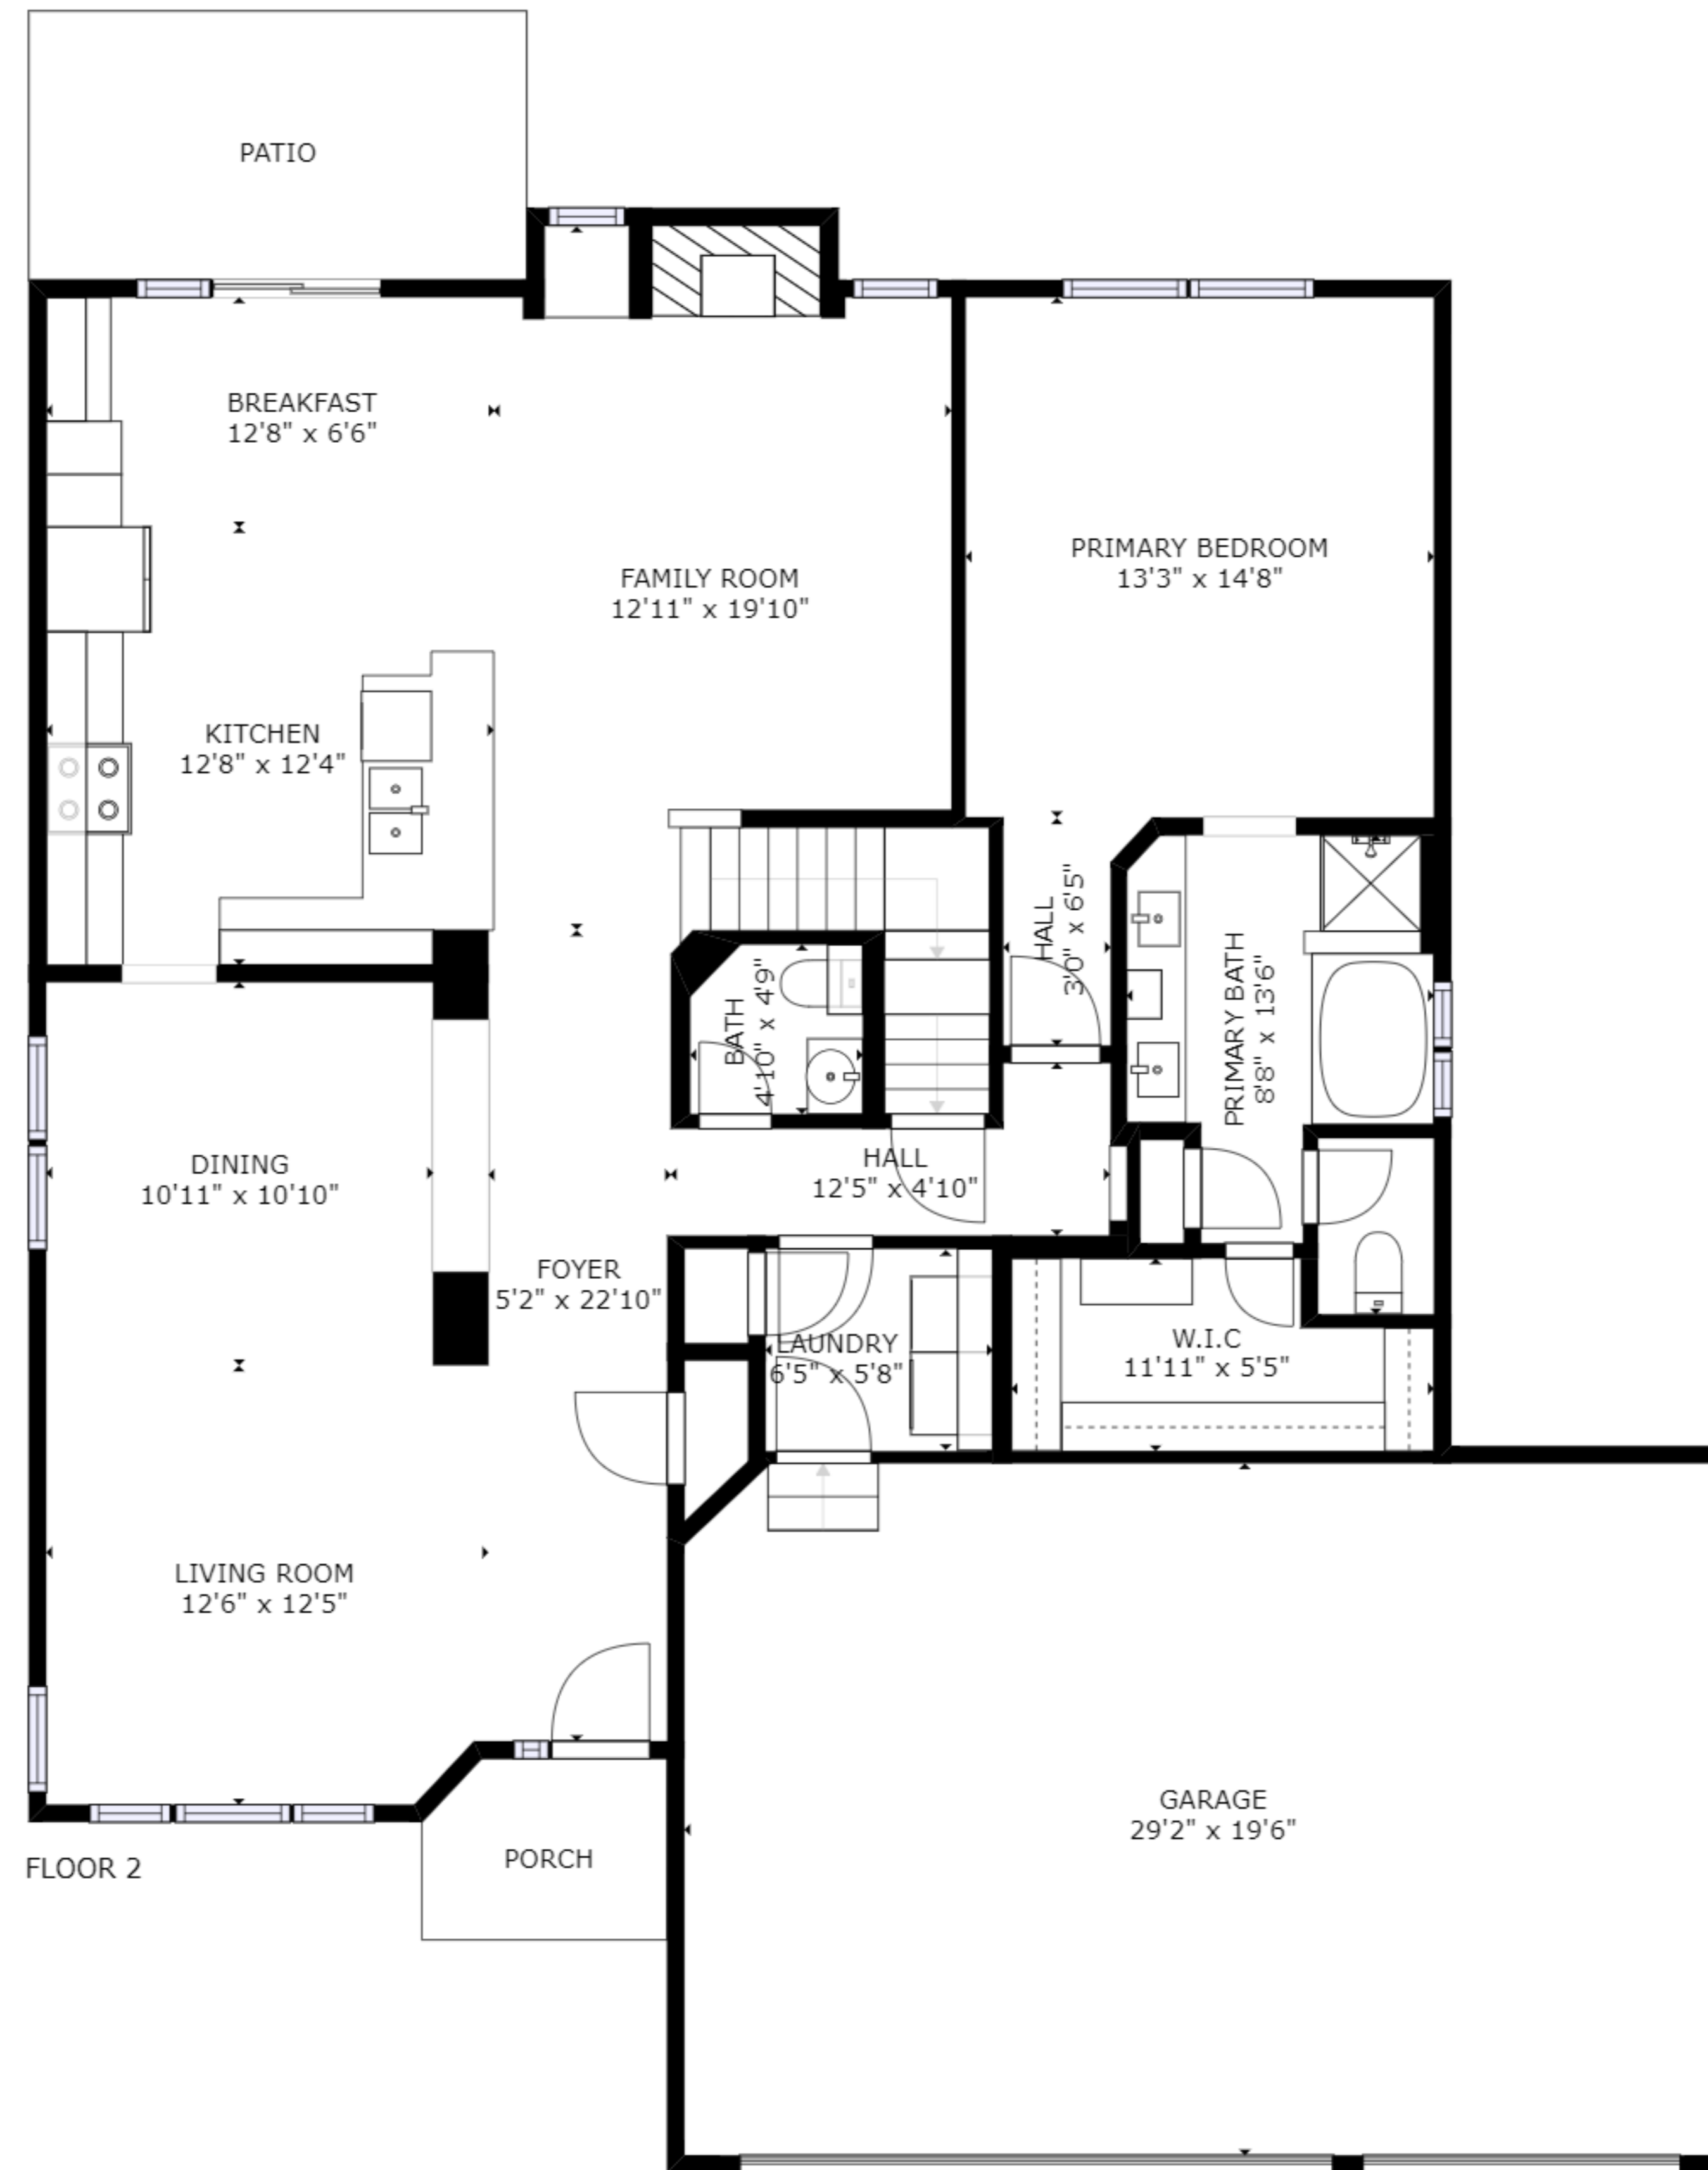 PATIO
BREAKFAST
12'8" x 6'6"
PRIMARY BEDROOM
13'3" x 14'8"
FAMILY ROOM
12'11" x 19'10"
KITCHEN
12'8" x 12'4"
HALL
3'0" x 6'5"
BATH
4'10" x 4'9"
PRIMARY BATH
8'8" x 13'6"
DINING
10'11" x 10'10"
HALL
12'5" x 4'10"
FOYER
5'2" x 22'10"
LAUNDRY
6'5" x 5'8"
W.I.C
11'11" x 5'5"
LIVING ROOM
12'6" x 12'5"
GARAGE
29'2" x 19'6"
PORCH
FLOOR 2